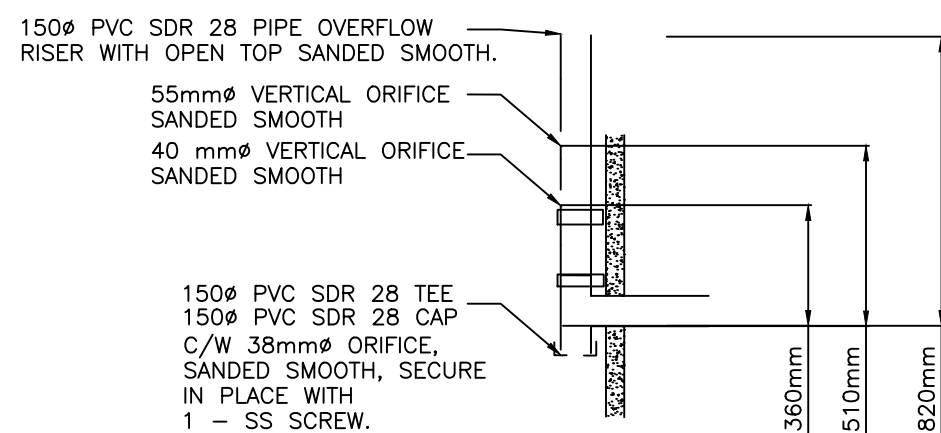 150ø PVC SDR 28 PIPE OVERFLOW
RISER WITH OPEN TOP SANDED SMOOTH.
55mmø VERTICAL ORIFICE
SANDED SMOOTH
40 mmø VERTICAL ORIFICE
SANDED SMOOTH
150ø PVC SDR 28 TEE
150ø PVC SDR 28 CAP
C/W 38mmø ORIFICE,
SANDED SMOOTH, SECURE
IN PLACE WITH
1 – SS SCREW.
360mm
510mm
820mm